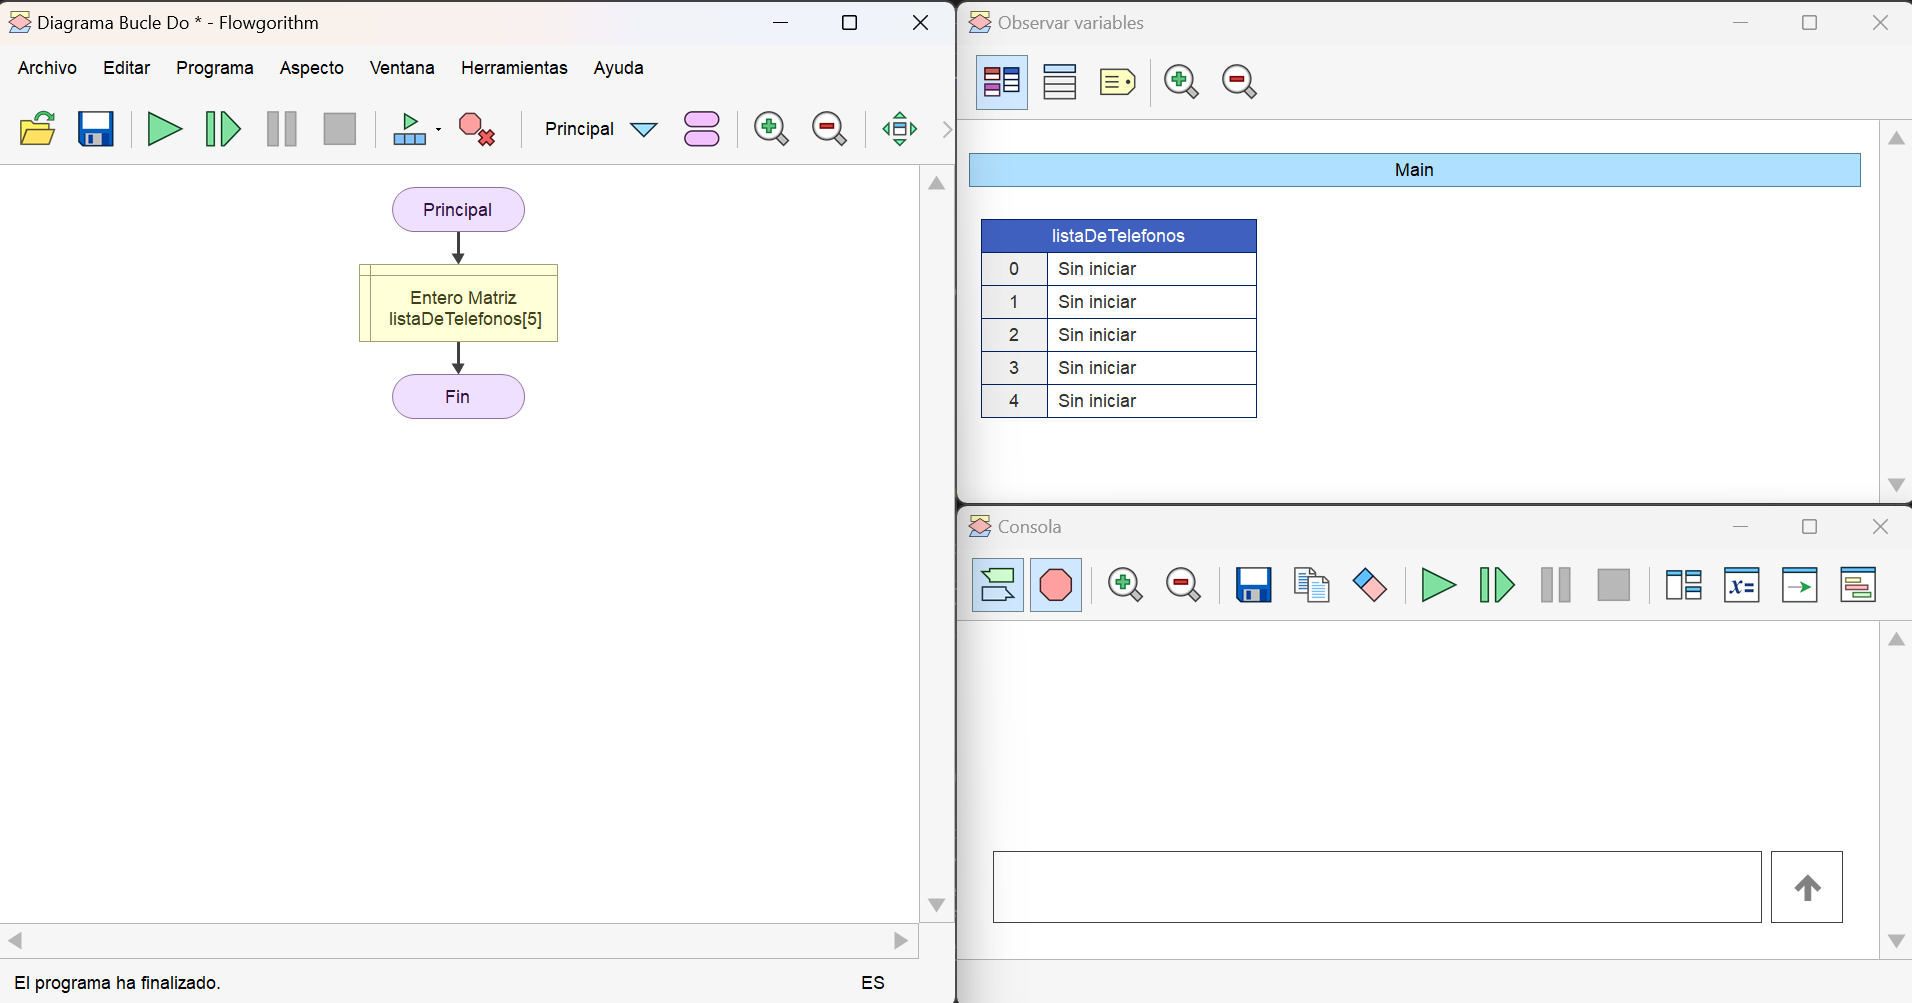 Diagrama Bucle Do * - Flowgorithm
Archivo Editar Programa Aspecto Ventana Herramientas Ayuda
Principal
Principal
Entero Matriz
listaDeTelefonos[5]
Fin
El programa ha finalizado.
ES
Observar variables
Main
listaDeTelefonos
0 Sin iniciar
1 Sin iniciar
2 Sin iniciar
3 Sin iniciar
4 Sin iniciar
Consola
x=